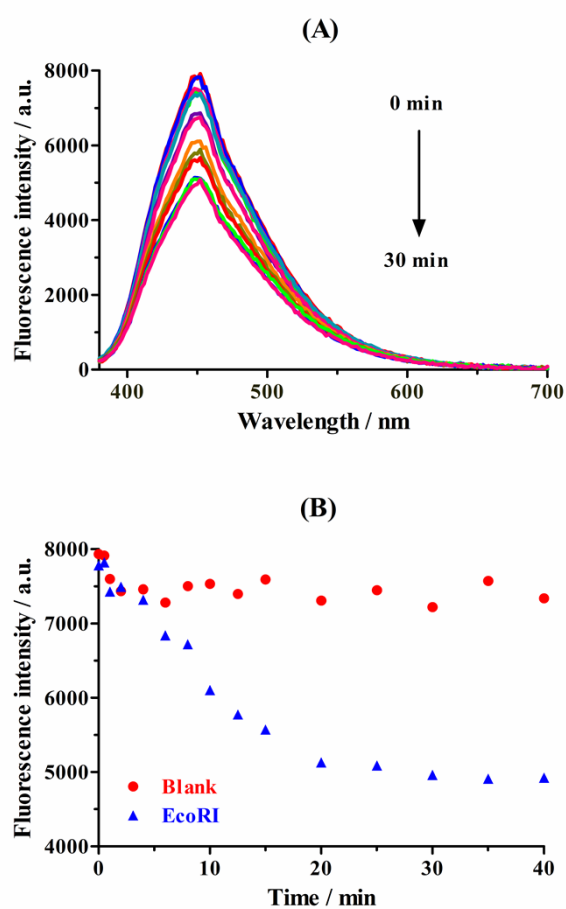 (A)
8000
6000
4000
2000
0
Fluorescence intensity / a.u.
0 min
30 min
400
500
600
700
Wavelength / nm
(B)
8000
7000
6000
5000
4000
Fluorescence intensity / a.u.
Blank
EcoRI
0
10
20
30
40
Time / min